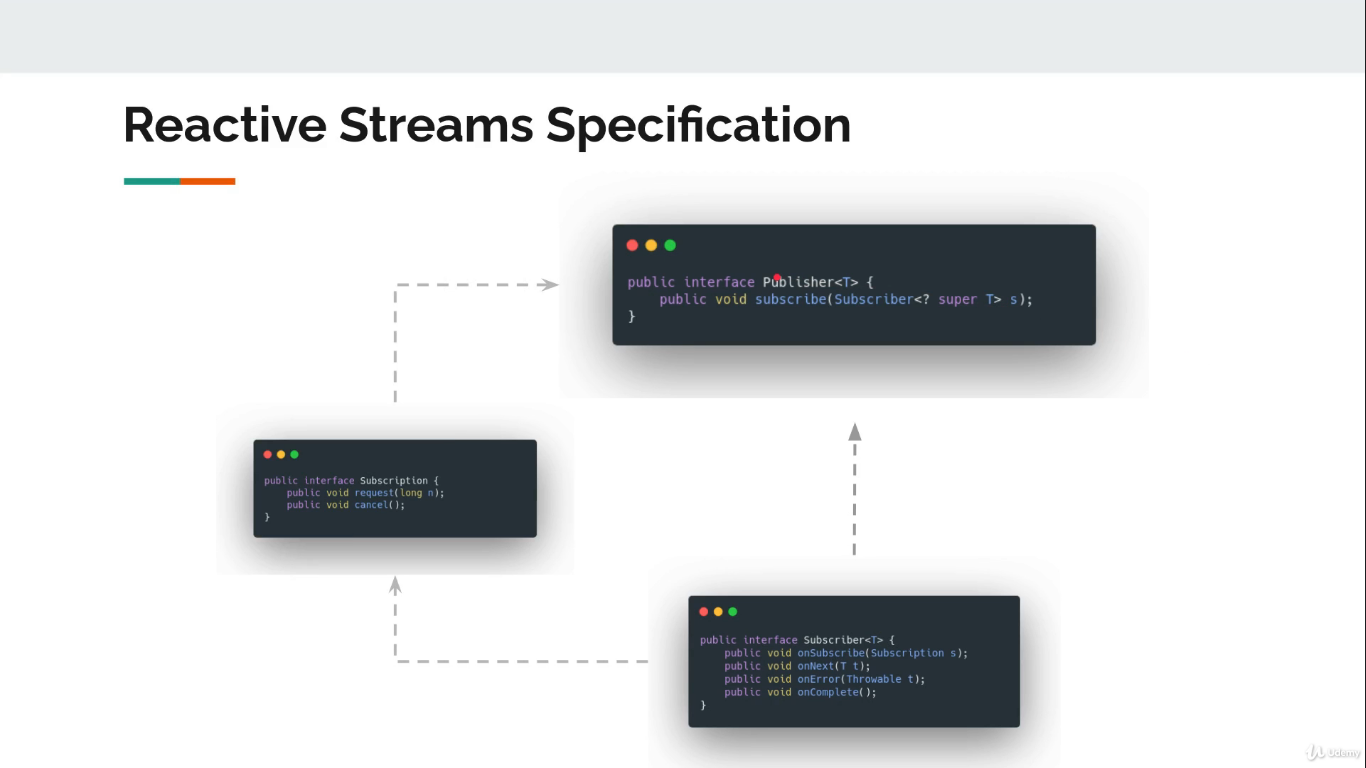 Reactive Streams Specification
public interface Publisher<T> {
    public void subscribe(Subscriber<? super T> s);
}
public interface Subscription {
    public void request(long n);
    public void cancel();
}
public interface Subscriber<T> {
    public void onSubscribe(Subscription s);
    public void onNext(T t);
    public void onError(Throwable t);
    public void onComplete();
}
Udemy